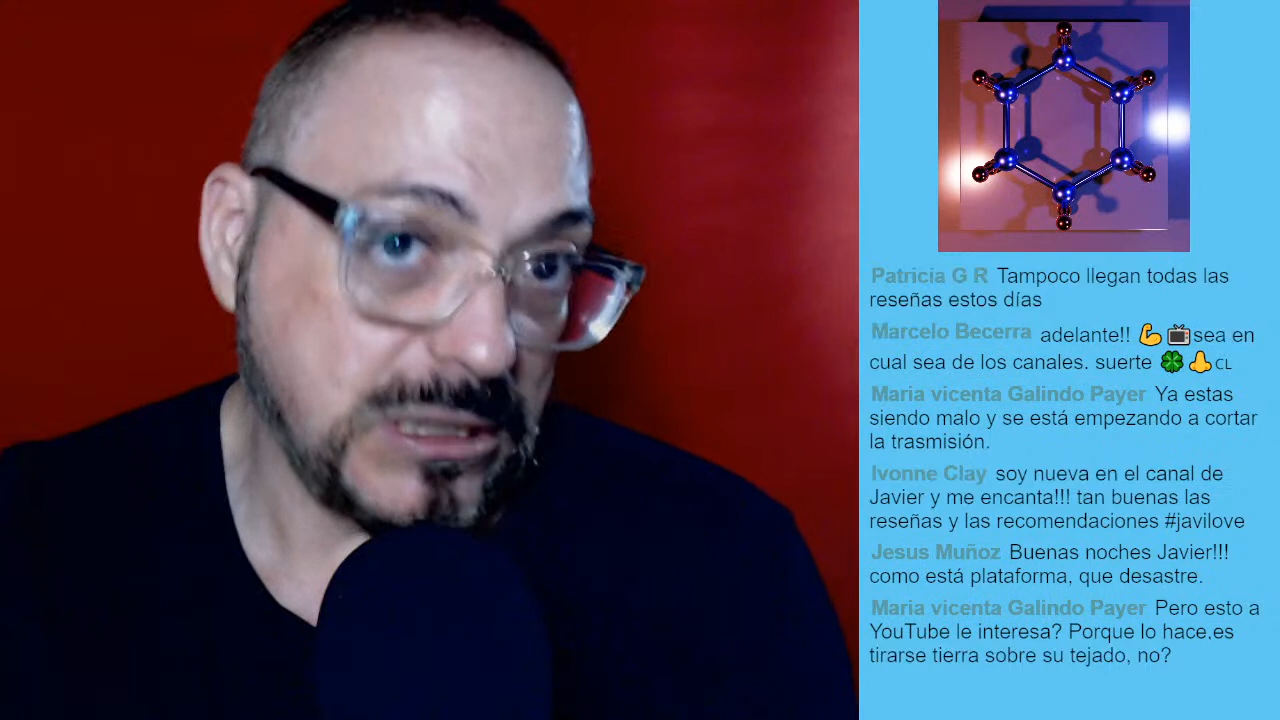 Patricia G R Tampoco llegan todas las
reseñas estos días
Marcelo Becerra adelante!! 💪📺sea en
cual sea de los canales. suerte 🍀👃CL
Maria vicenta Galindo Payer Ya estas
siendo malo y se está empezando a cortar
la trasmisión.
Ivonne Clay soy nueva en el canal de
Javier y me encanta!!! tan buenas las
reseñas y las recomendaciones #javilove
Jesus Muñoz Buenas noches Javier!!!
como está plataforma, que desastre.
Maria vicenta Galindo Payer Pero esto a
YouTube le interesa? Porque lo hace.es
tirarse tierra sobre su tejado, no?